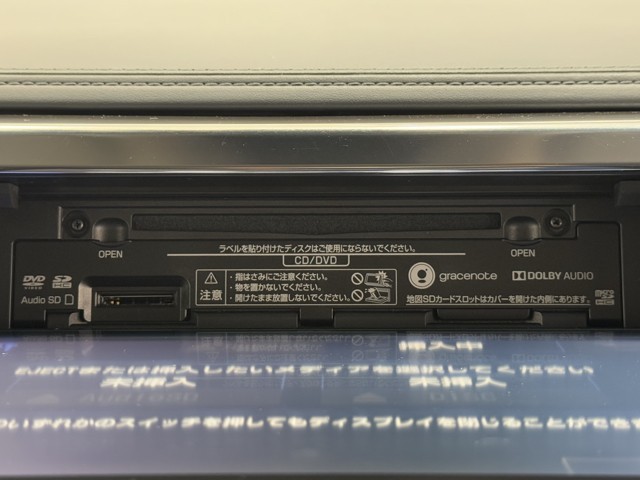 OPEN
OPEN
ラベルを貼り付けたディスクはご使用にならないでください。
CD/DVD
DVD
VIDEO
SD
HC
Audio SD
注意
・指はさみにご注意ください。
・物を置かないでください。
・開けたまま放置しないでください。
gracenote
DOLBY AUDIO
地図SDカードスロットはカバーを開けた内側にあります。
挿入中
EJECTまたは挿入したいメディアを選択してください
未挿入
未挿入
いずれかのスイッチを押してもディスプレイを閉じることができ